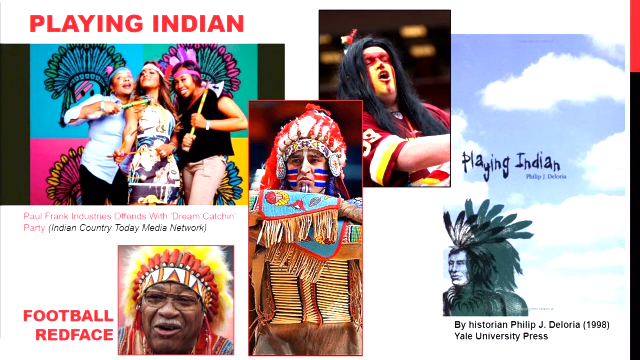 PLAYING INDIAN
Playing Indian
Philip J. Deloria
Paul Frank Industries Offends With 'Dream Catchin'
Party (Indian Country Today Media Network)
FOOTBALL
REDFACE
By historian Philip J. Deloria (1998)
Yale University Press